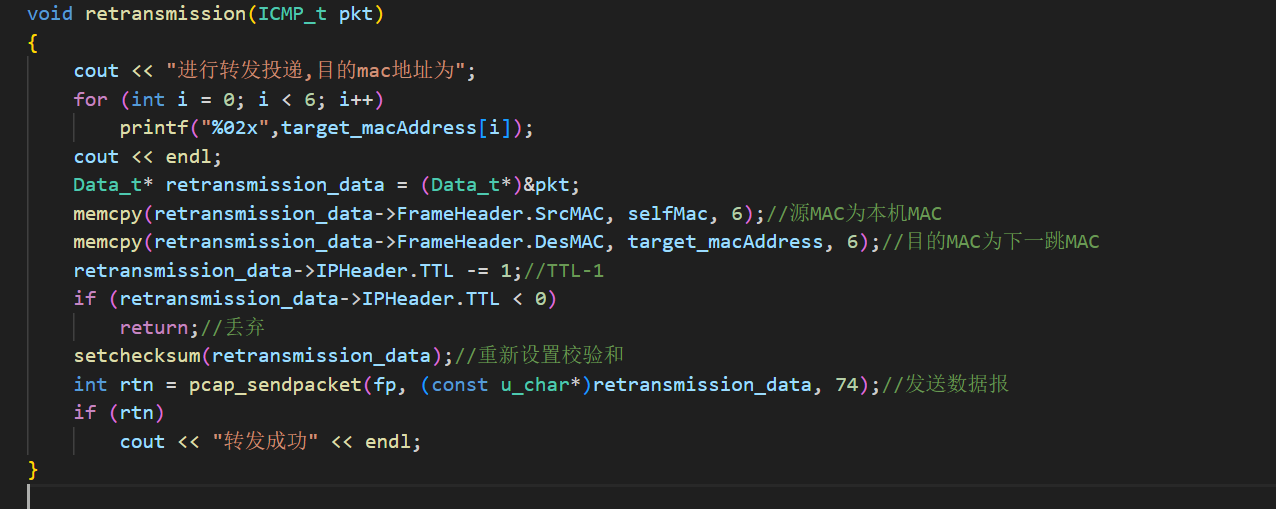 void retransmission(ICMP_t pkt)
{
    cout << "进行转发投递,目的mac地址为";
    for (int i = 0; i < 6; i++)
        printf("%02x",target_macAddress[i]);
    cout << endl;
    Data_t* retransmission_data = (Data_t*)&pkt;
    memcpy(retransmission_data->FrameHeader.SrcMAC, selfMac, 6);//源MAC为本机MAC
    memcpy(retransmission_data->FrameHeader.DesMAC, target_macAddress, 6);//目的MAC为下一跳MAC
    retransmission_data->IPHeader.TTL -= 1;//TTL-1
    if (retransmission_data->IPHeader.TTL < 0)
        return;//丢弃
    setchecksum(retransmission_data);//重新设置校验和
    int rtn = pcap_sendpacket(fp, (const u_char*)retransmission_data, 74);//发送数据报
    if (rtn)
        cout << "转发成功" << endl;
}